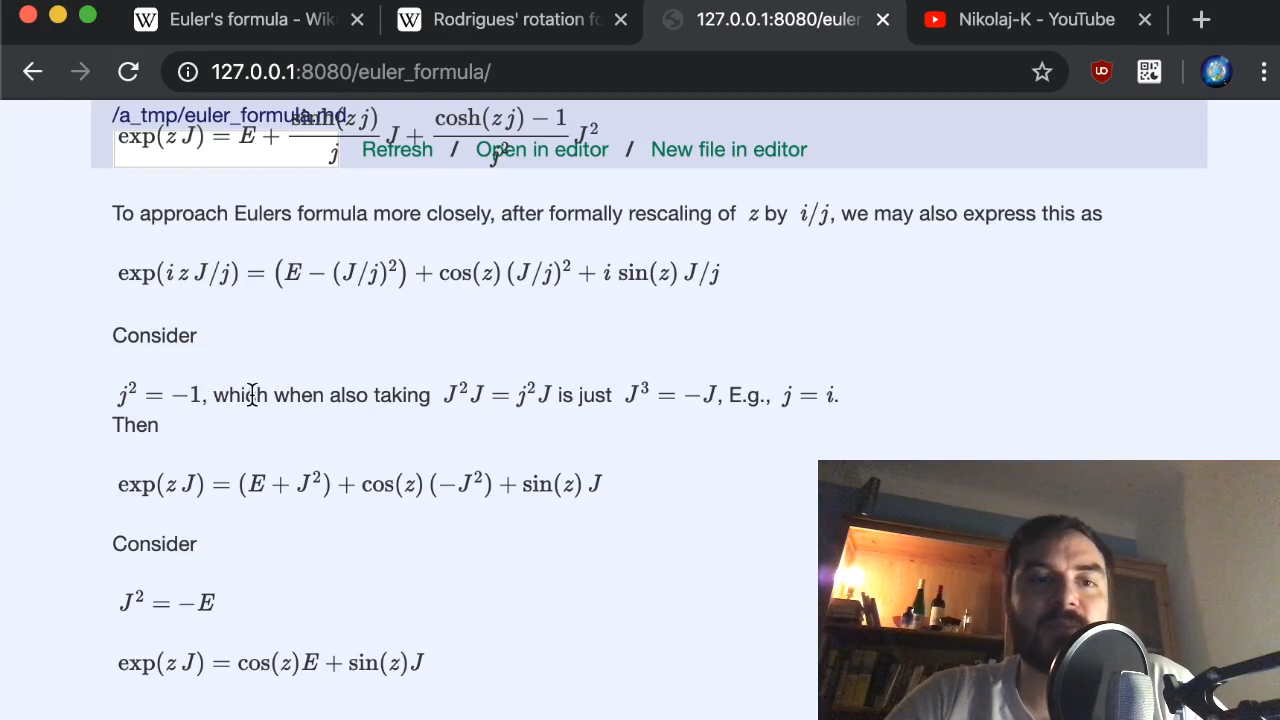 Euler's formula - Wiki
Rodrigues' rotation fo
127.0.0.1:8080/euler
Nikolaj-K - YouTube
127.0.0.1:8080/euler_formula/
/a_tmp/euler_formula.md
exp(z J) = E + sinh(z j)/j J + cosh(z j) − 1/j² J²
Refresh / Open in editor / New file in editor
To approach Eulers formula more closely, after formally rescaling of z by i/j, we may also express this as
exp(i z J/j) = (E − (J/j)²) + cos(z) (J/j)² + i sin(z) J/j
Consider
j² = −1, which when also taking J²J = j²J is just J³ = −J, E.g., j = i.
Then
exp(z J) = (E + J²) + cos(z) (−J²) + sin(z) J
Consider
J² = −E
exp(z J) = cos(z)E + sin(z)J